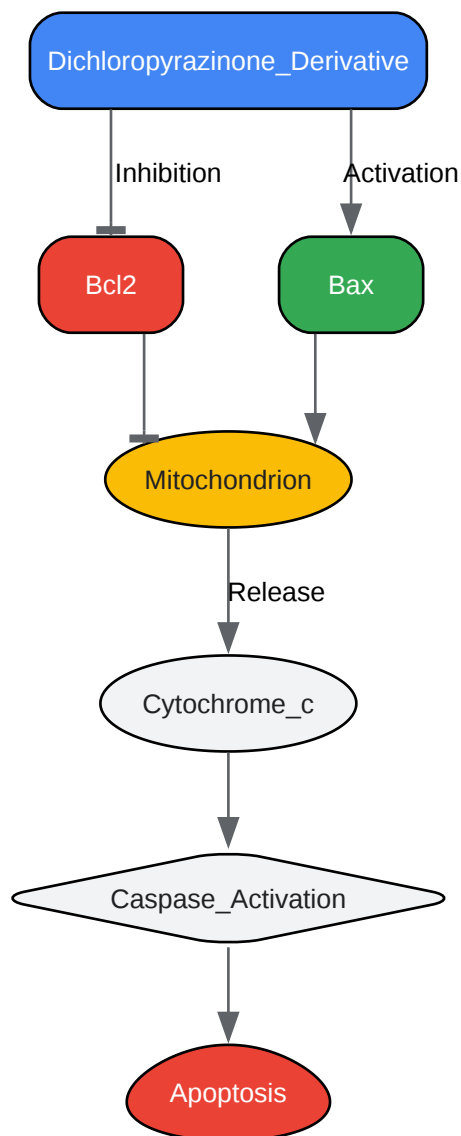 Dichloropyrazinone_Derivative
Inhibition
Activation
Bcl2
Bax
Mitochondrion
Release
Cytochrome_c
Caspase_Activation
Apoptosis